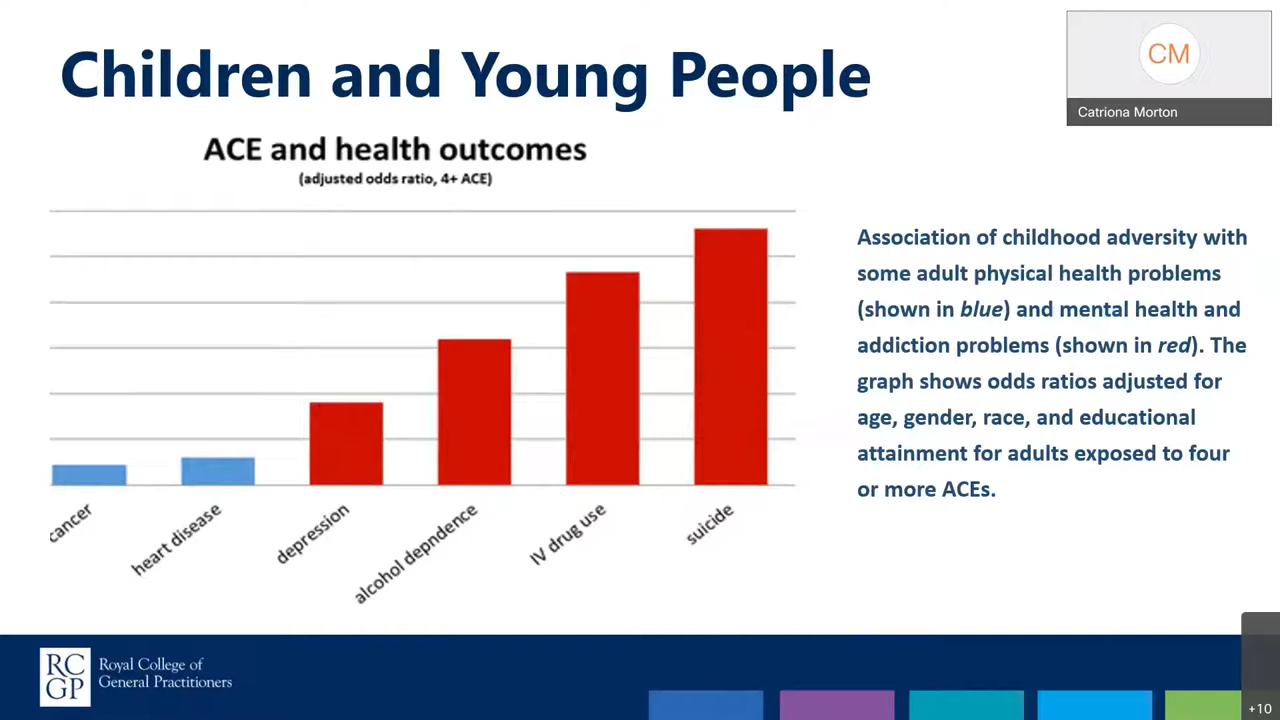 Children and Young People
CM
Catriona Morton
ACE and health outcomes
(adjusted odds ratio, 4+ ACE)
cancer
heart disease
depression
alcohol depndence
IV drug use
suicide
Association of childhood adversity with
some adult physical health problems
(shown in blue) and mental health and
addiction problems (shown in red). The
graph shows odds ratios adjusted for
age, gender, race, and educational
attainment for adults exposed to four
or more ACEs.
RC
GP
Royal College of
General Practitioners
+10